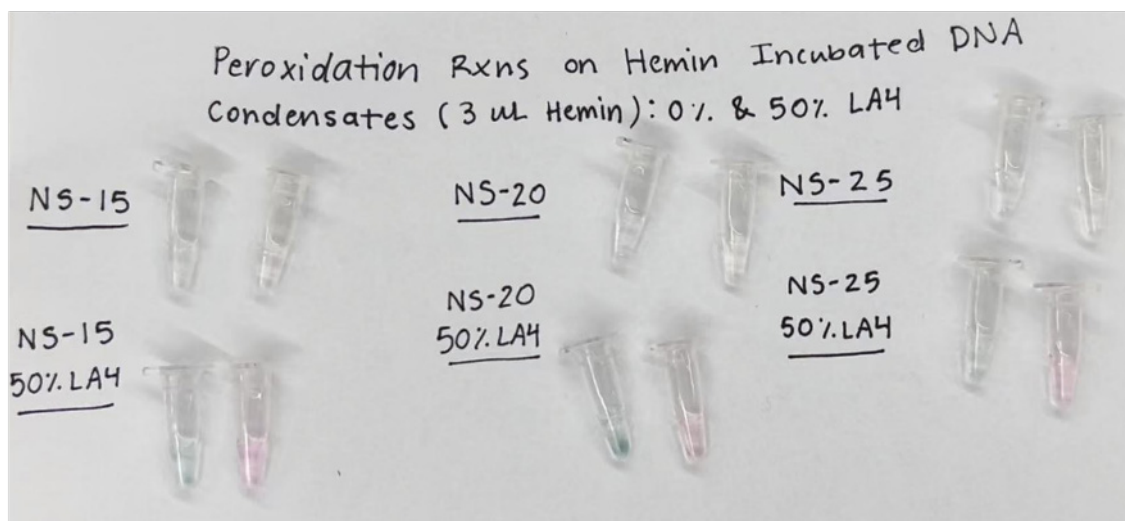 Peroxidation Rxns on Hemin Incubated DNA
Condensates (3 uL Hemin): 0% & 50% LA4
NS-15
NS-20
NS-25
NS-15
50% LA4
NS-20
50% LA4
NS-25
50% LA4